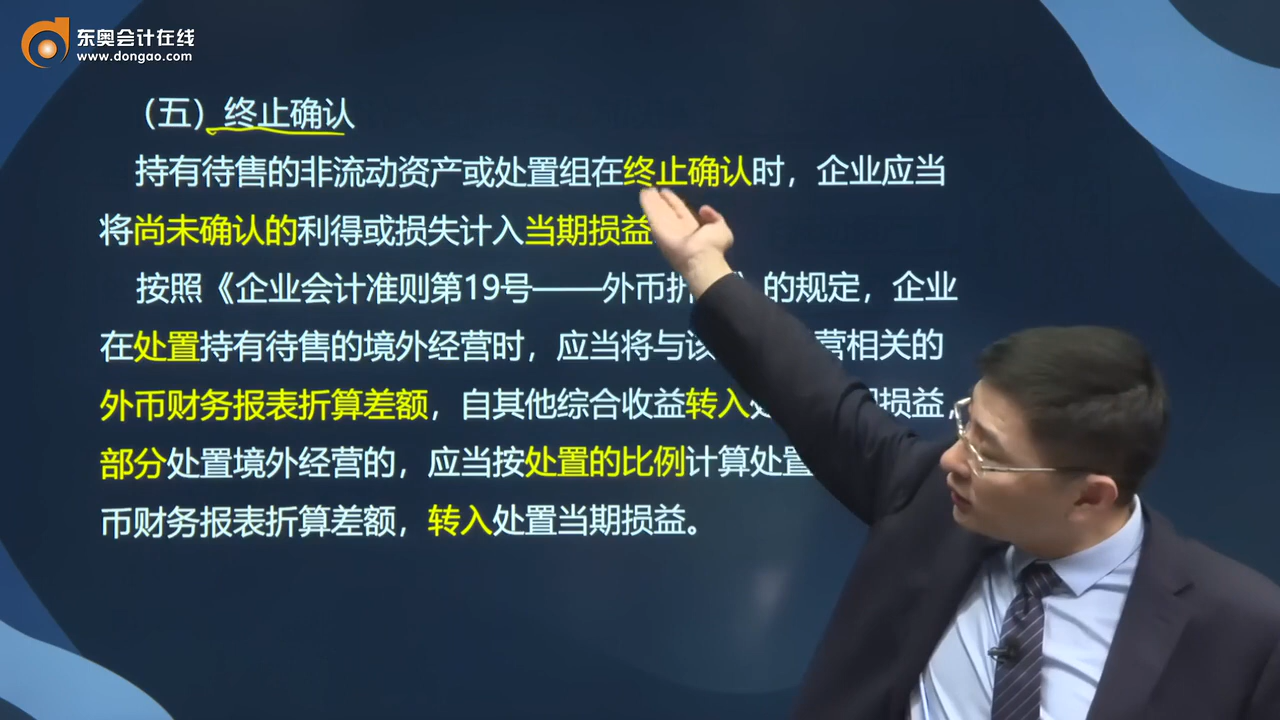 东奥会计在线
www.dongao.com
（五）终止确认
持有待售的非流动资产或处置组在终止确认时，企业应当
将尚未确认的利得或损失计入当期损益
按照《企业会计准则第19号——外币折 》的规定，企业
在处置持有待售的境外经营时，应当将与该 营相关的
外币财务报表折算差额，自其他综合收益转入 损益，
部分处置境外经营的，应当按处置的比例计算处置
币财务报表折算差额，转入处置当期损益。